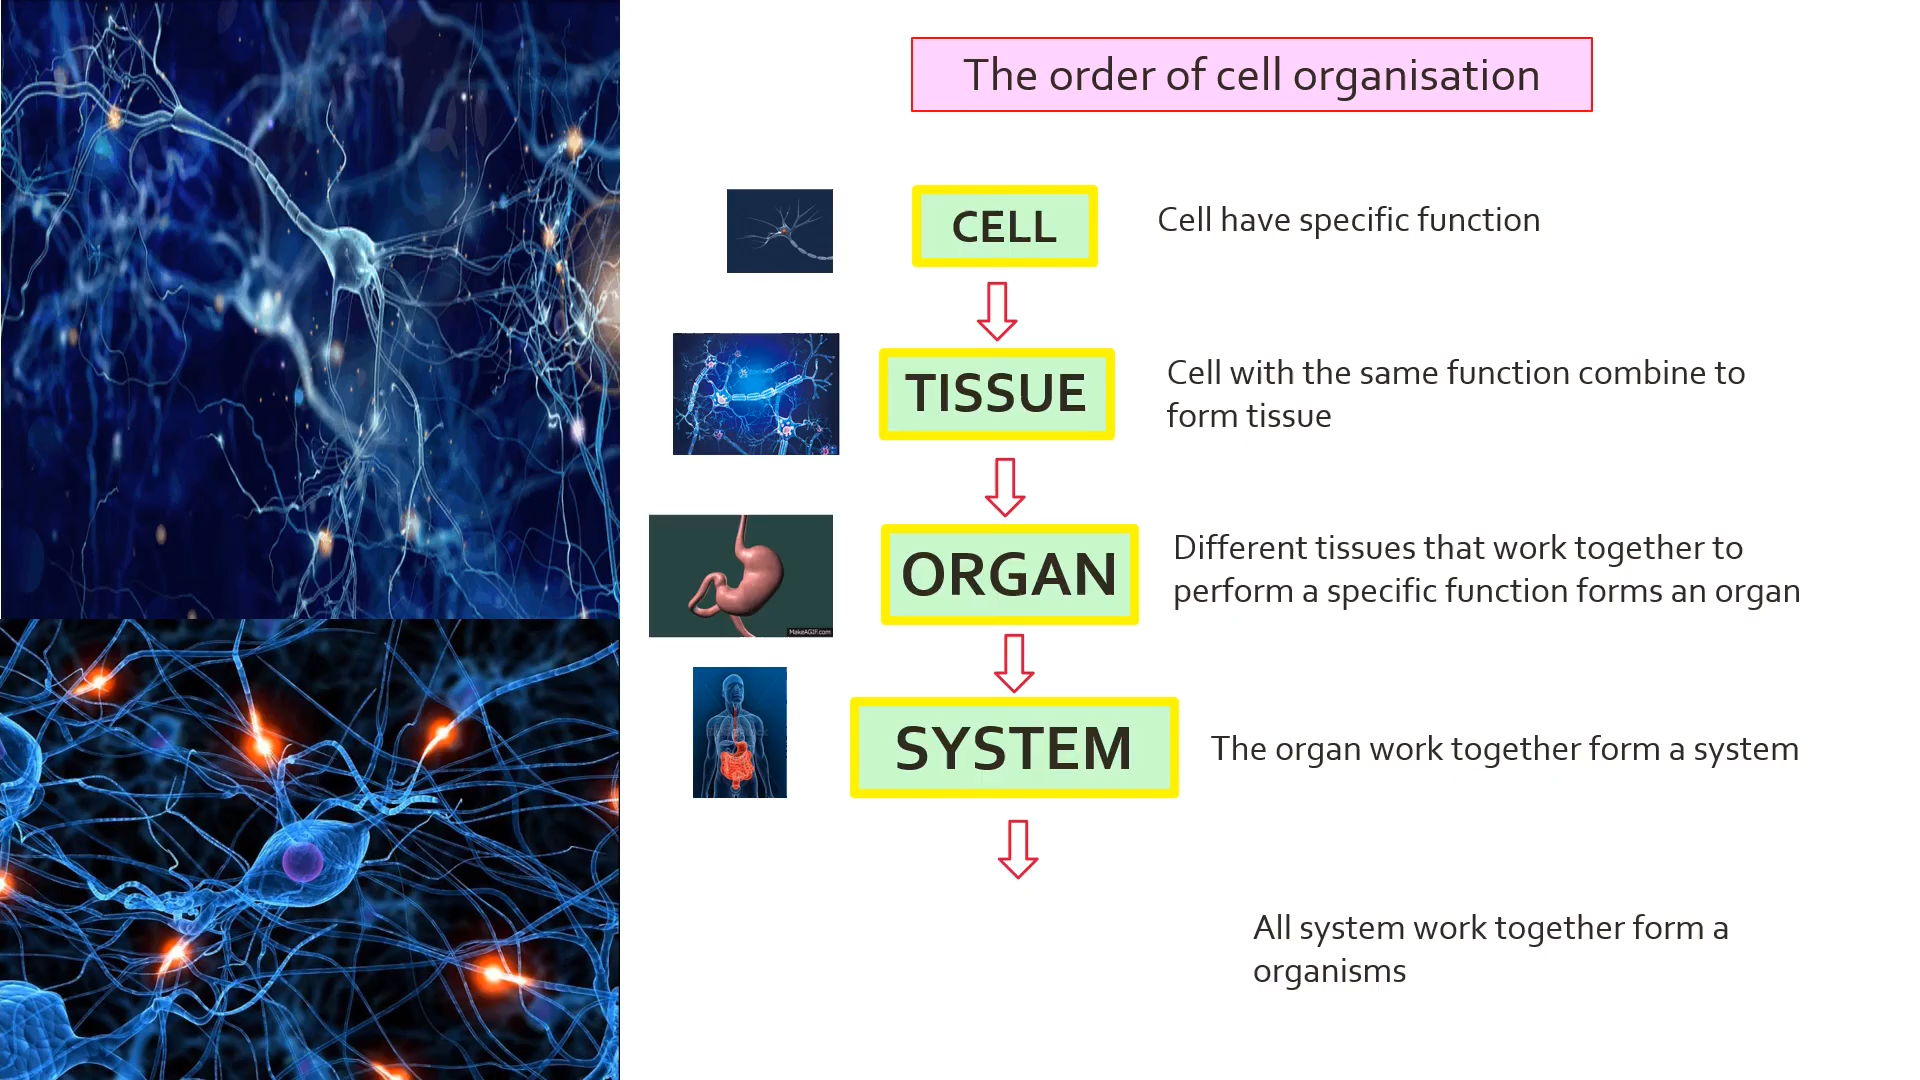 The order of cell organisation
CELL
Cell have specific function
TISSUE
Cell with the same function combine to
form tissue
ORGAN
Different tissues that work together to
perform a specific function forms an organ
MakeAGIF.com
SYSTEM
The organ work together form a system
All system work together form a
organisms